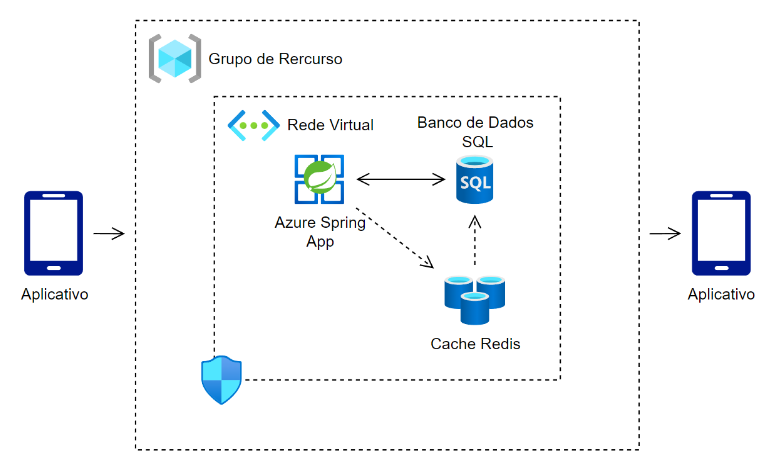 Grupo de Rercurso
Rede Virtual
Banco de Dados
SQL
SQL
Azure Spring
App
Aplicativo
Aplicativo
Cache Redis